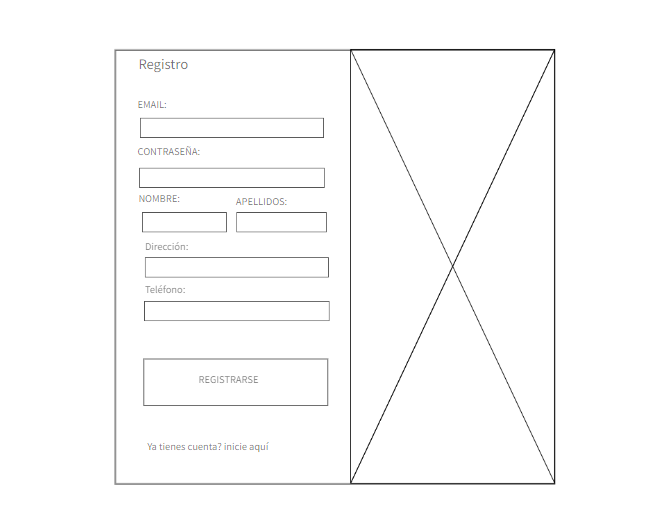 Registro
EMAIL:
CONTRASEÑA:
NOMBRE:
APELLIDOS:
Dirección:
Teléfono:
REGISTRARSE
Ya tienes cuenta? inicie aquí